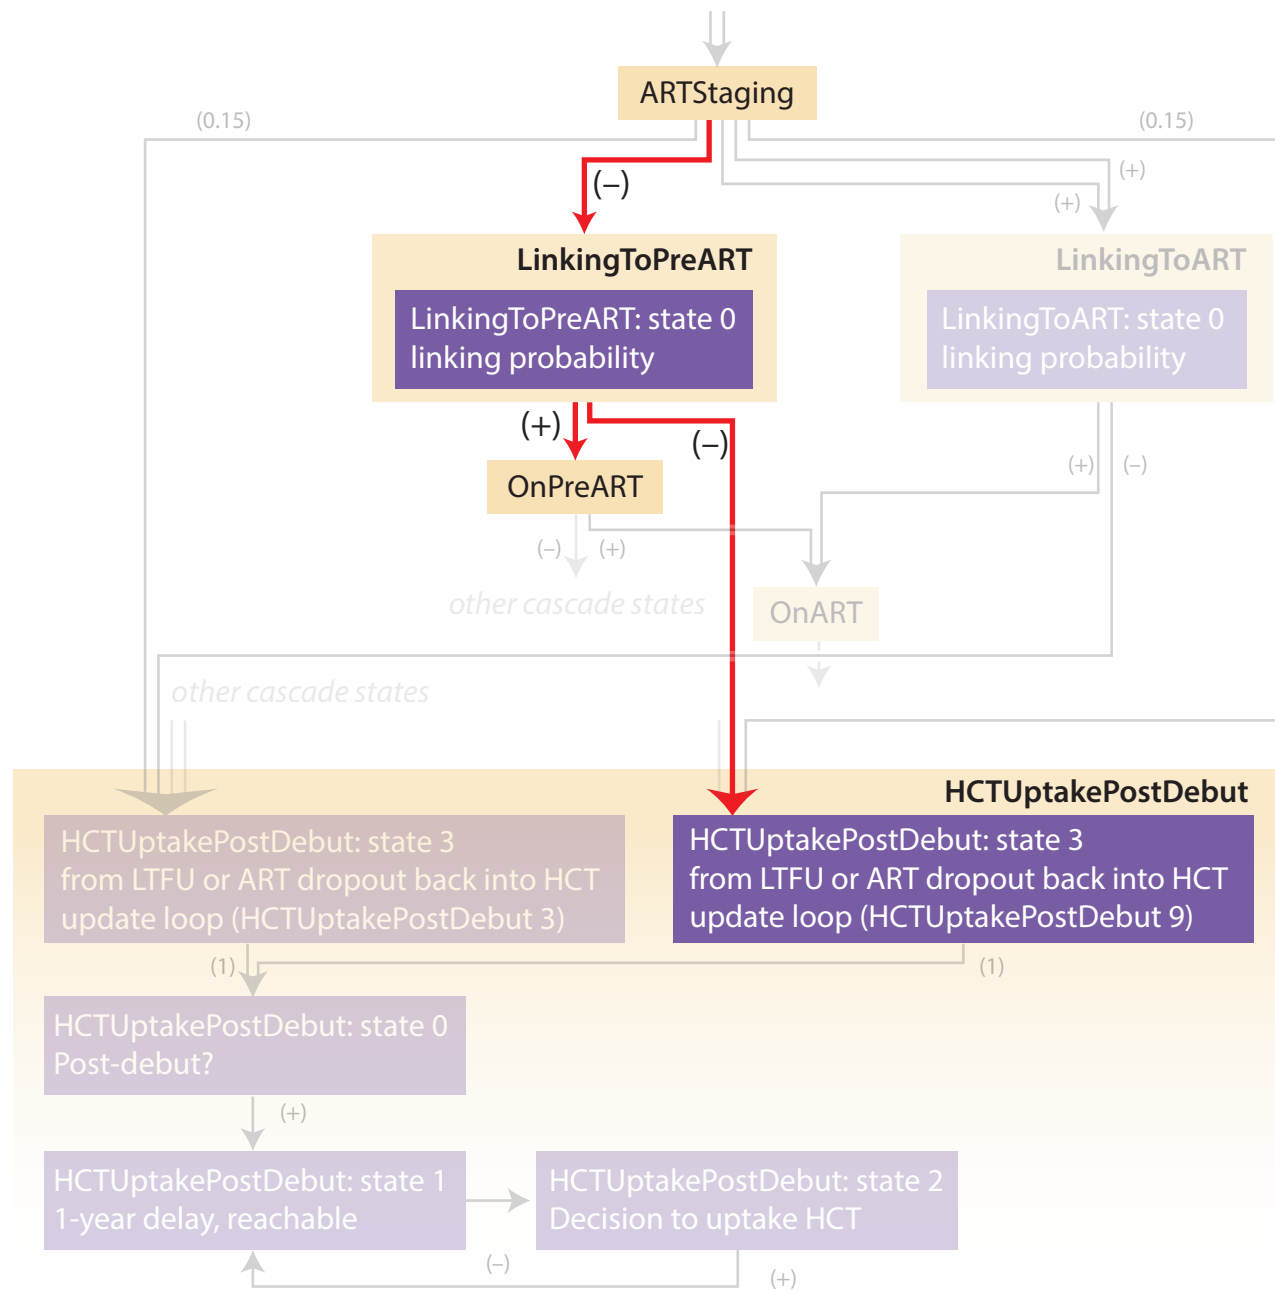 ARTStaging
(0.15)
(0.15)
(–)
(+)
(+)
LinkingToPreART
LinkingToPreART: state 0
linking probability
LinkingToART
LinkingToART: state 0
linking probability
(+)
(–)
(+)
(–)
OnPreART
(–)
(+)
other cascade states
OnART
other cascade states
HCTUptakePostDebut
HCTUptakePostDebut: state 3
from LTFU or ART dropout back into HCT
update loop (HCTUptakePostDebut 3)
HCTUptakePostDebut: state 3
from LTFU or ART dropout back into HCT
update loop (HCTUptakePostDebut 9)
(1)
(1)
HCTUptakePostDebut: state 0
Post-debut?
(+)
HCTUptakePostDebut: state 1
1-year delay, reachable
HCTUptakePostDebut: state 2
Decision to uptake HCT
(–)
(+)